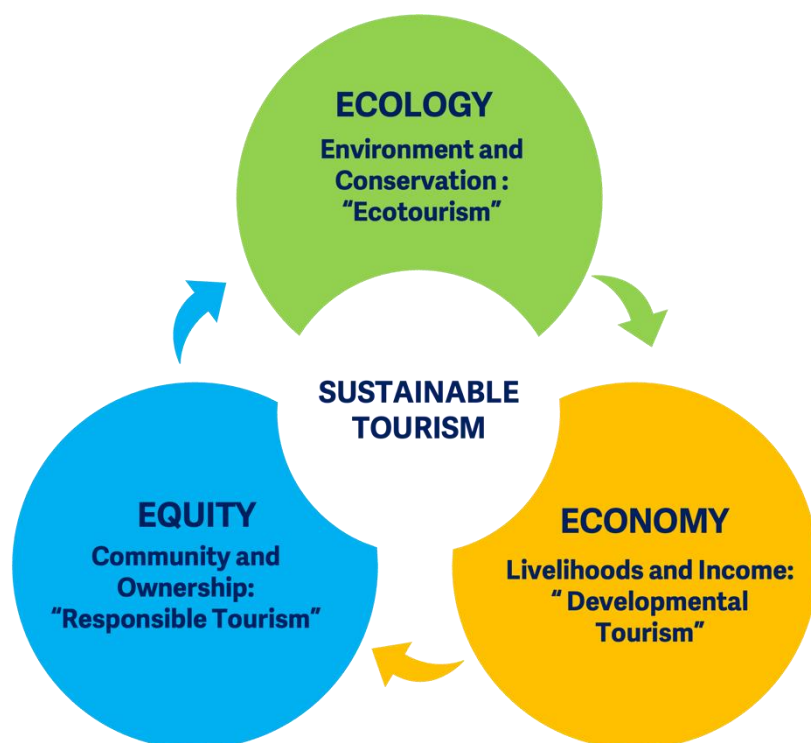 ECOLOGY
Environment and
Conservation :
“Ecotourism”
SUSTAINABLE
TOURISM
EQUITY
Community and
Ownership:
“Responsible Tourism”
ECONOMY
Livelihoods and Income:
“ Developmental
Tourism”